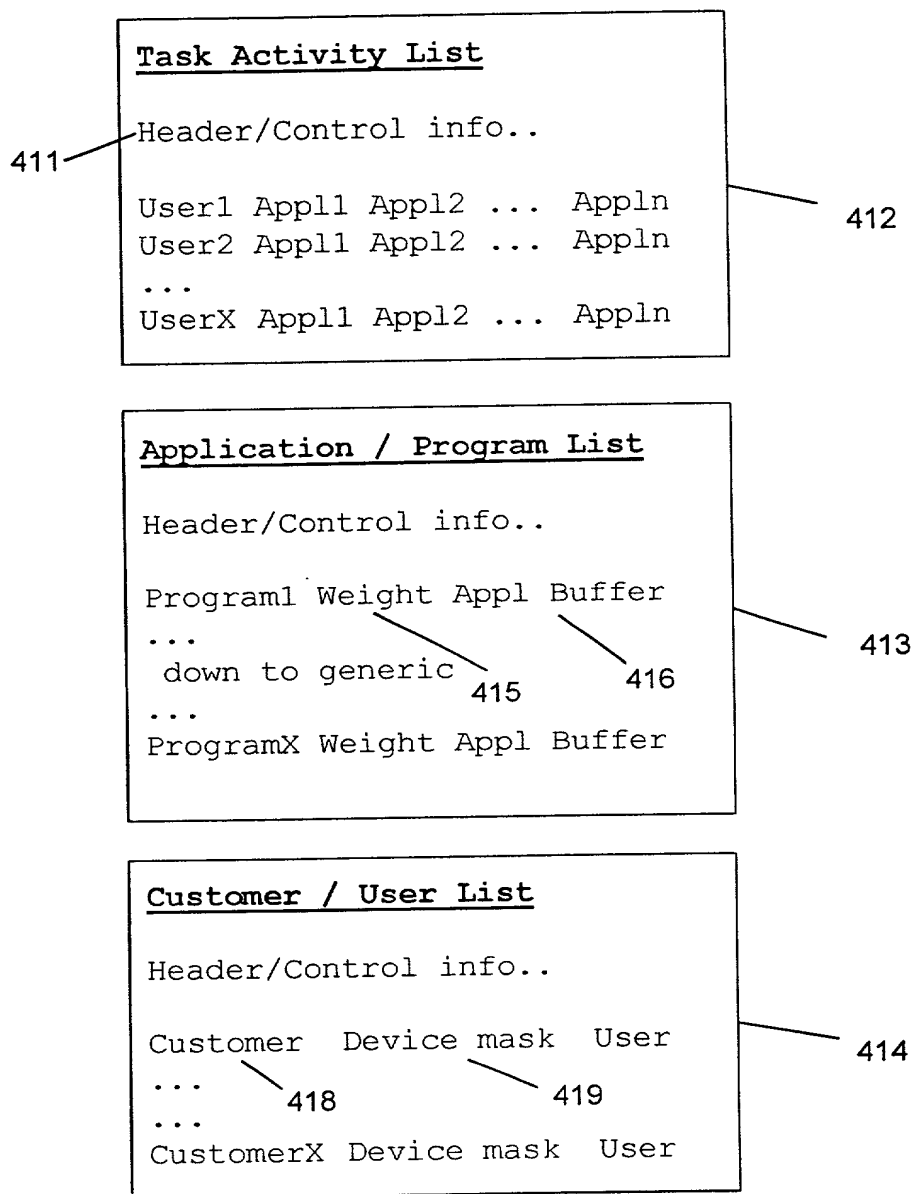 Task Activity List
Header/Control info..
411
User1 Appl1 Appl2 ... Appln
412
User2 Appl1 Appl2 ... Appln
...
UserX Appl1 Appl2 ... Appln
Application / Program List
Header/Control info..
Program1 Weight Appl Buffer
...
413
down to generic
415
416
...
ProgramX Weight Appl Buffer
Customer / User List
Header/Control info..
Customer Device mask User
414
...
418
419
...
CustomerX Device mask User